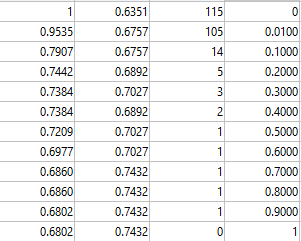 1 0.6351 115 0
0.9535 0.6757 105 0.0100
0.7907 0.6757 14 0.1000
0.7442 0.6892 5 0.2000
0.7384 0.7027 3 0.3000
0.7384 0.6892 2 0.4000
0.7209 0.7027 1 0.5000
0.6977 0.7027 1 0.6000
0.6860 0.7432 1 0.7000
0.6860 0.7432 1 0.8000
0.6802 0.7432 1 0.9000
0.6802 0.7432 0 1